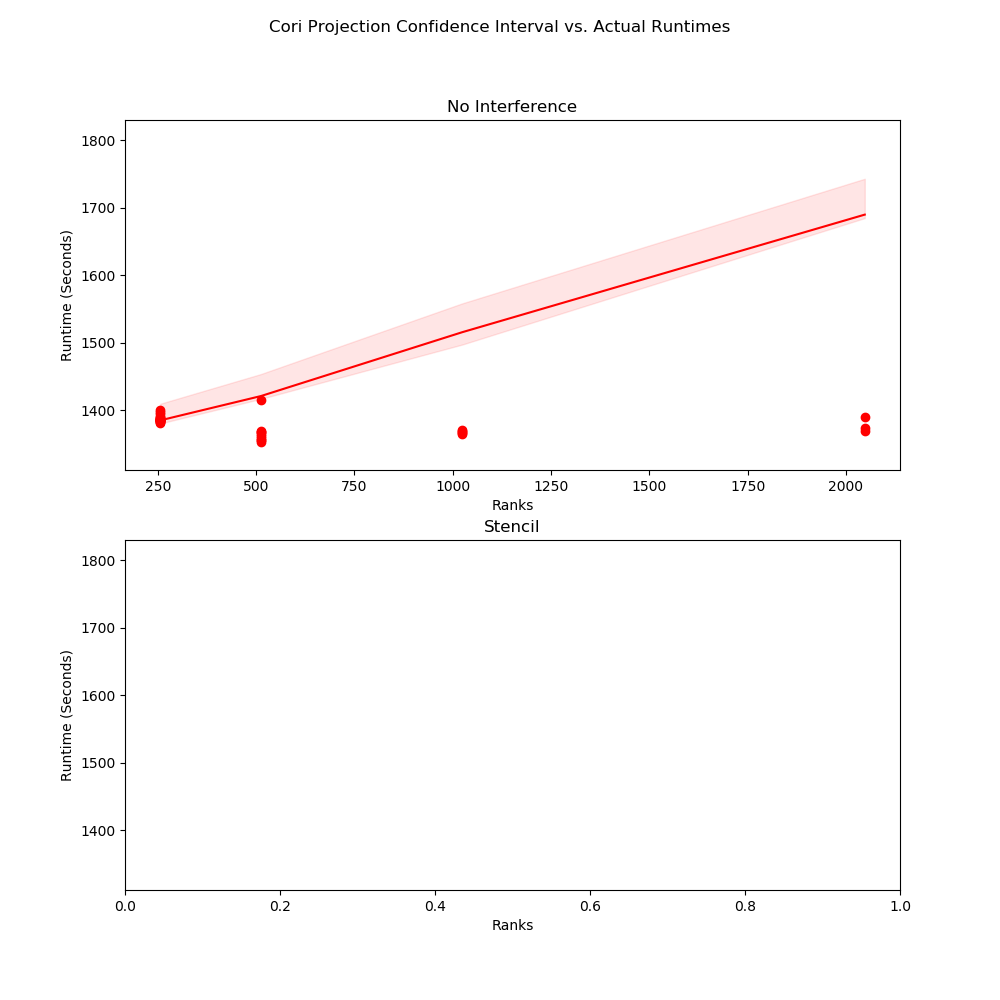 Cori Projection Confidence Interval vs. Actual Runtimes
No Interference
1800
1700
1600
1500
1400
Runtime (Seconds)
250 500 750 1000 1250 1500 1750 2000
Ranks
Stencil
1800
1700
1600
1500
1400
Runtime (Seconds)
0.0 0.2 0.4 0.6 0.8 1.0
Ranks